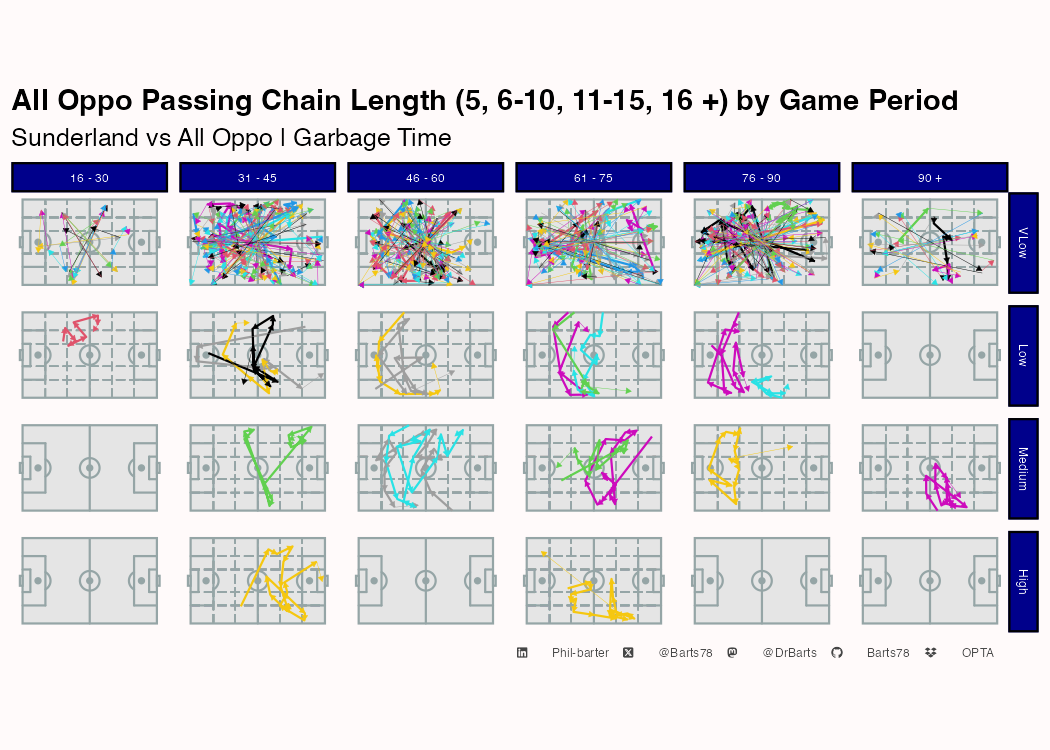 All Oppo Passing Chain Length (5, 6-10, 11-15, 16 +) by Game Period
Sunderland vs All Oppo | Garbage Time
16 - 30 31 - 45 46 - 60 61 - 75 76 - 90 90 +
VLow
Low
Medium
High
Phil-barter @Barts78 @DrBarts Barts78 OPTA